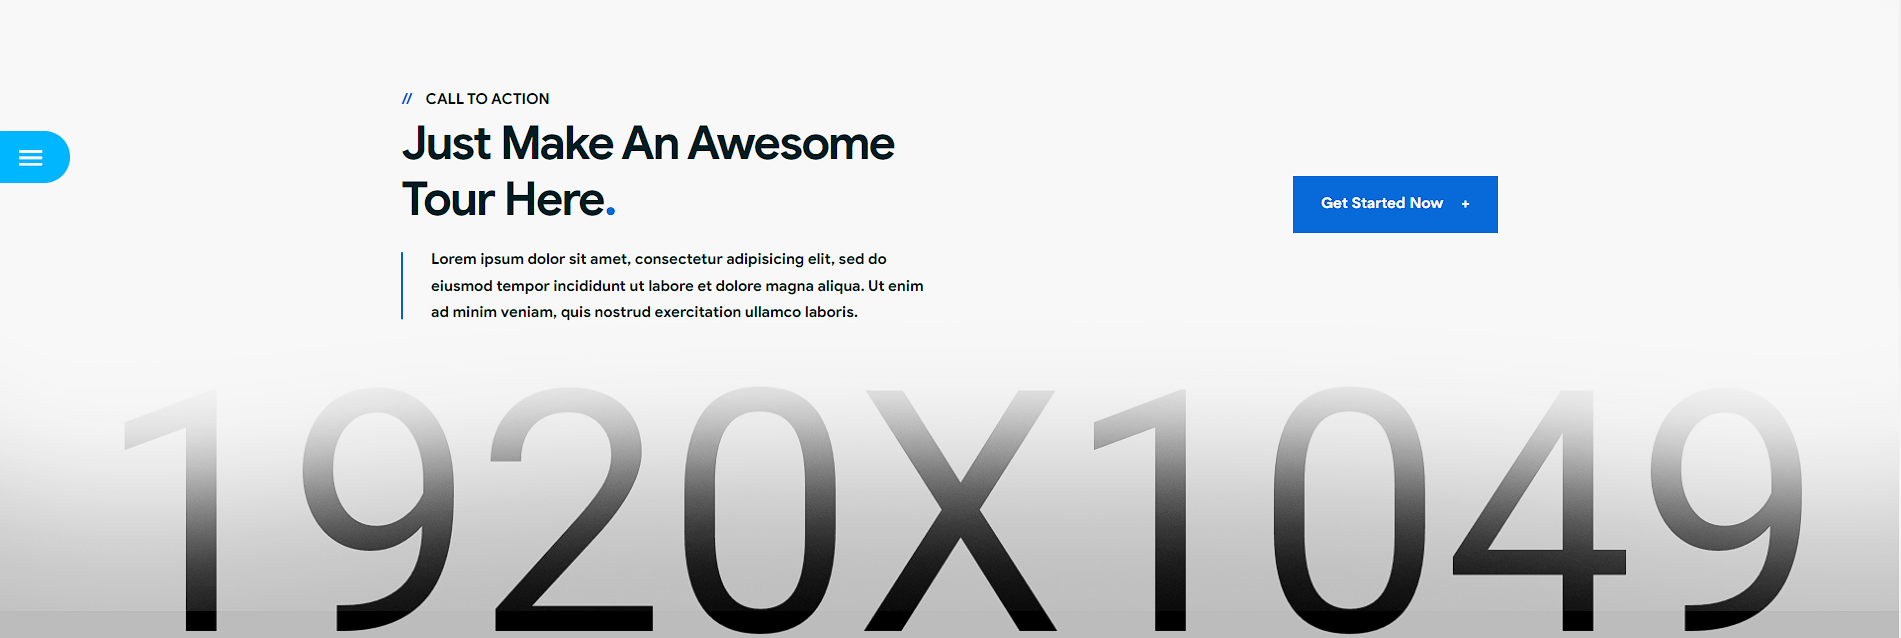 // CALL TO ACTION
Just Make An Awesome
Tour Here.
Get Started Now +
Lorem ipsum dolor sit amet, consectetur adipisicing elit, sed do
eiusmod tempor incididunt ut labore et dolore magna aliqua. Ut enim
ad minim veniam, quis nostrud exercitation ullamco laboris.
1920X1049